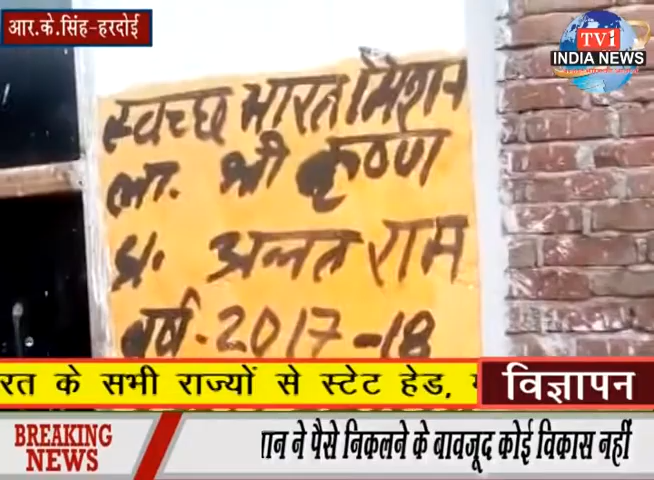 आर.के.सिंह-हरदोई
TV1
INDIA NEWS
स्वच्छ भारत मिशन
ला. श्री कृष्ण
S/o. अनत राम
वर्ष-2017-18
रत के सभी राज्यों से स्टेट हेड,
विज्ञापन
BREAKING
NEWS
ान ने पैसे निकलने के बावजूद कोई विकास नहीं